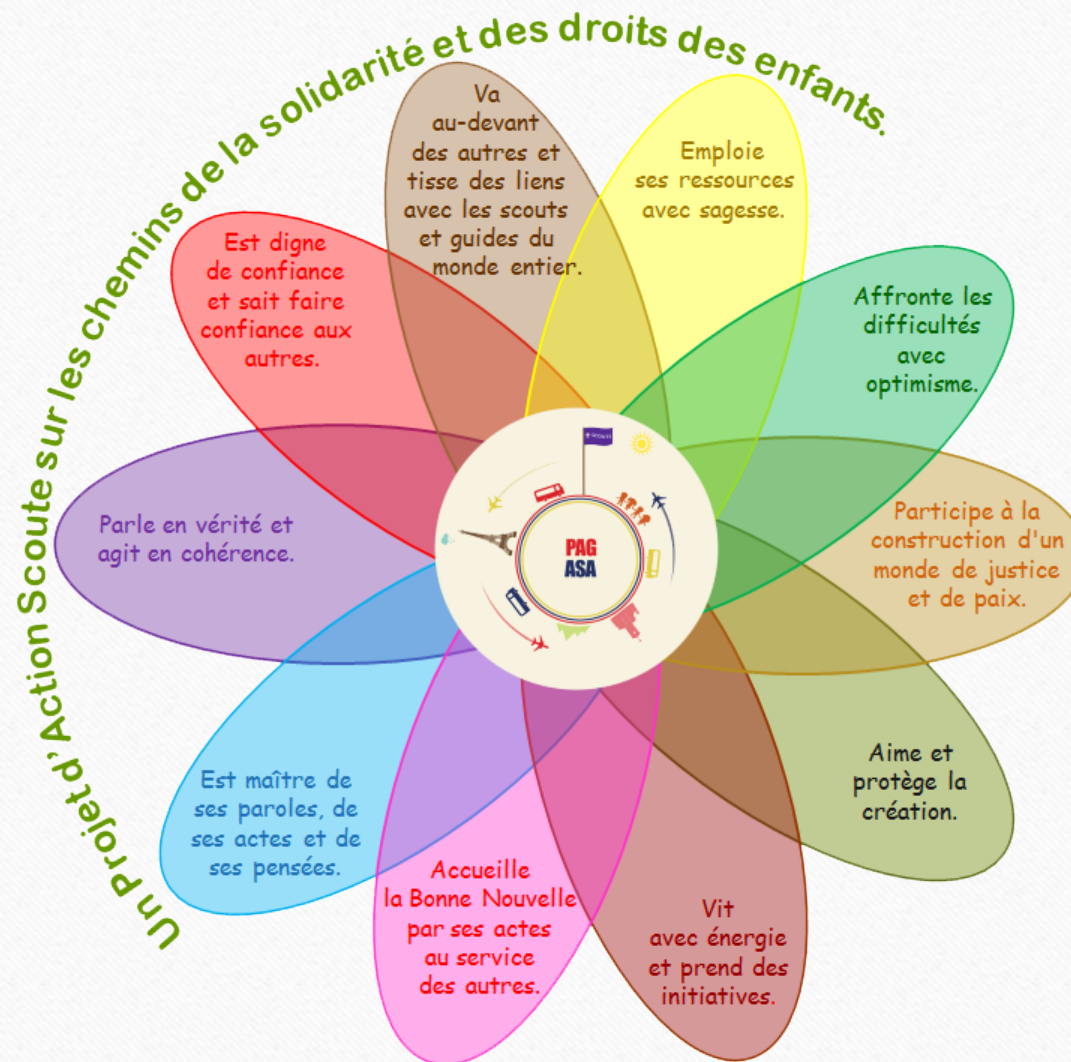 Un Projet d'Action Scoute sur les chemins de la solidarité et des droits des enfants.
Va
au-devant
des autres et
tisse des liens
avec les scouts
et guides du
monde entier.
Emploie
ses ressources
avec sagesse.
Affronte les
difficultés
avec
optimisme.
Participe à la
construction d'un
monde de justice
et de paix.
Aime et
protège la
création.
Vit
avec énergie
et prend des
initiatives.
Accueille
la Bonne Nouvelle
par ses actes
au service
des autres.
Est maître de
ses paroles, de
ses actes et de
ses pensées.
Parle en vérité et
agit en cohérence.
Est digne
de confiance
et sait faire
confiance aux
autres.
PAG
ASA